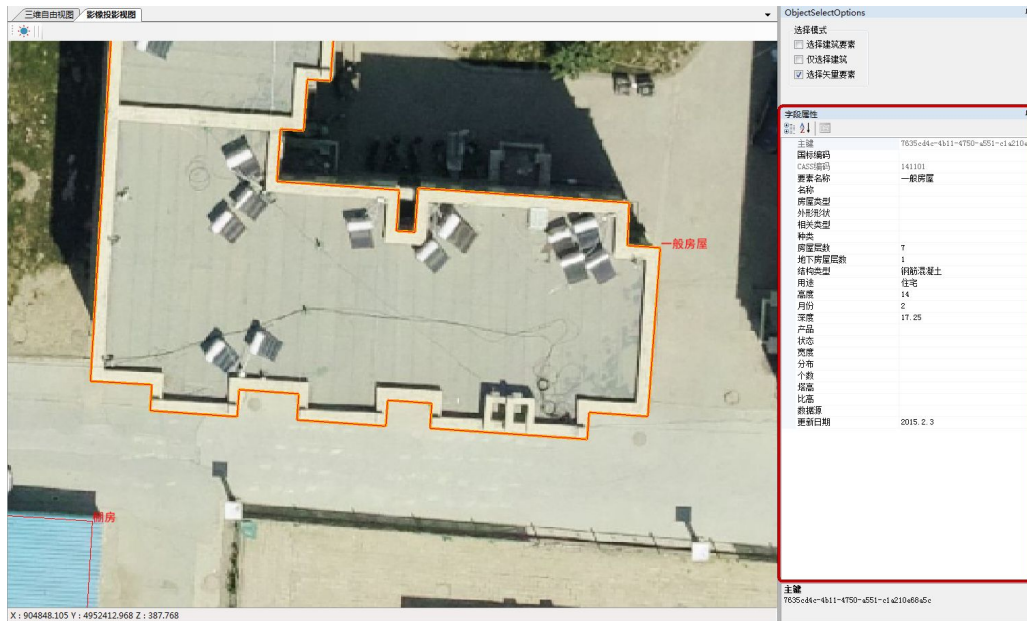 三维自由视图 影像投影视图
ObjectSelectOptions
选择模式
选择建筑要素
仅选择建筑
选择矢量要素
字段属性
主键 7635cd4c-4b11-4750-a551-c1a210e
国标编码
CASS编码 141101
要素名称 一般房屋
名称
房屋类型
外形形状
相关类型
种类
房屋层数 7
地下房屋层数 1
结构类型 钢筋混凝土
用途 住宅
高度 14
月份 2
深度 17.25
产品
状态
宽度
分布
个数
塔高
比高
数据源
更新日期 2015.2.3
一般房屋
棚房
主键
7635cd4c-4b11-4750-a551-c1a210e68a5c
X : 904848.105 Y : 4952412.968 Z : 387.768